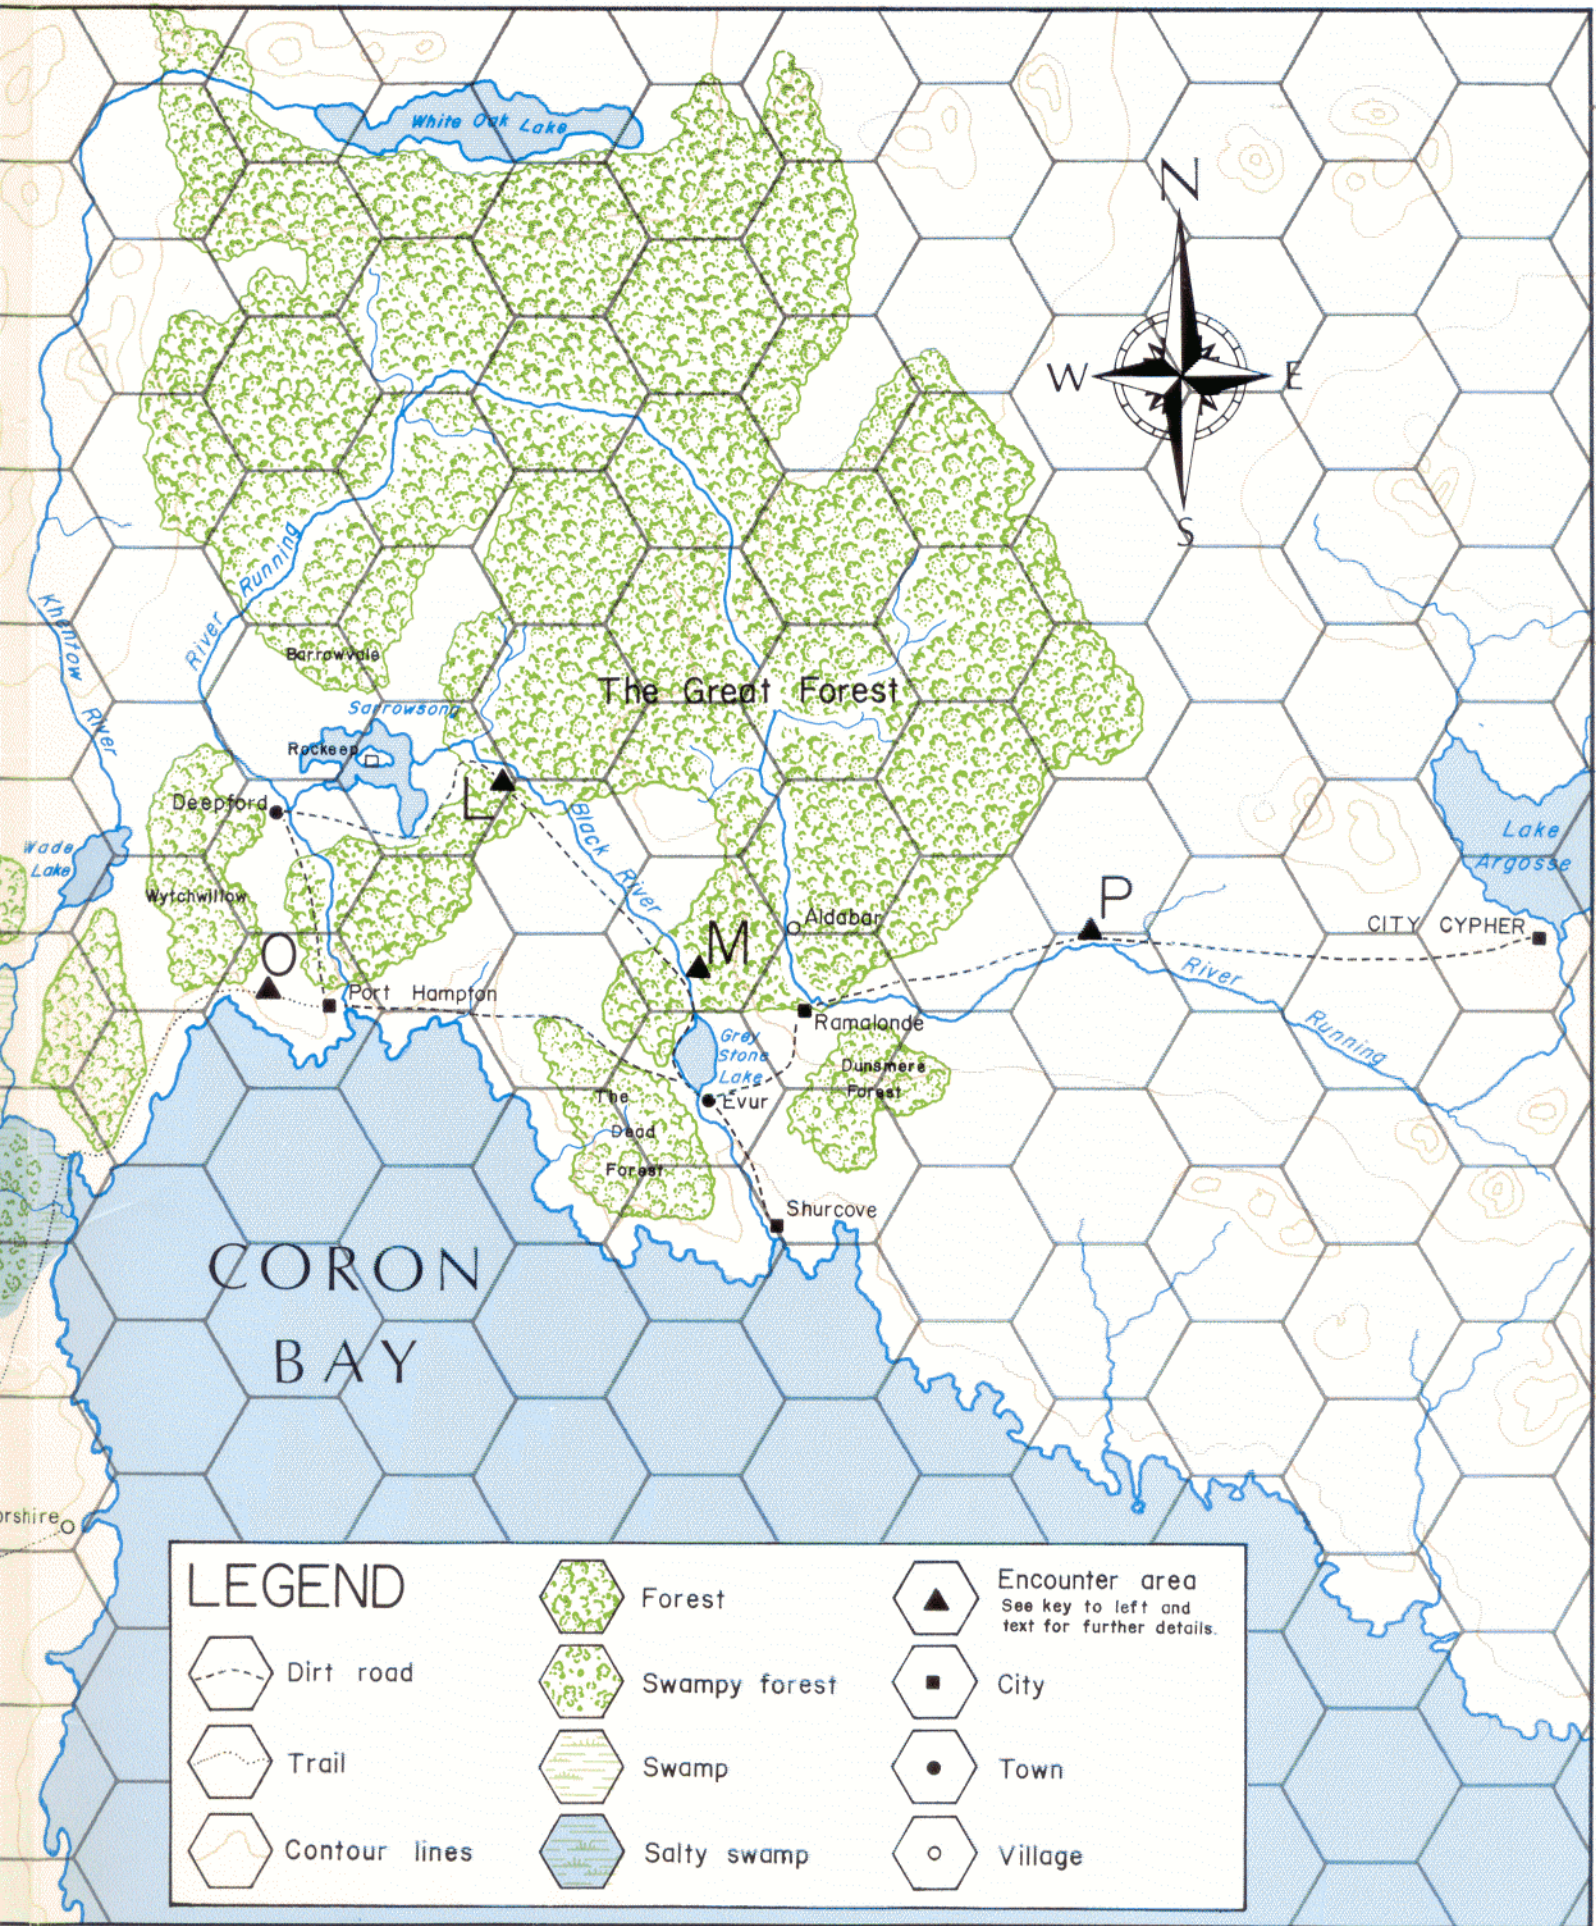 White Oak Lake
N
W
E
S
River Running
Khentow River
Barrowvale
The Great Forest
Sarrowsong
Rockeep
L
Deepford
Black River
Wade
Lake
Wytchwillow
Lake
Argosse
P
Aldabar
CITY CYPHER
M
O
Port Hampton
River Running
Ramalonde
Grey
Stone
Lake
Dunsmere
Forest
Evur
The
Dead
Forest
Shurcove
CORON
BAY
orshire
LEGEND
Dirt road
Trail
Contour lines
Forest
Swampy forest
Swamp
Salty swamp
Encounter area
See key to left and
text for further details.
City
Town
Village